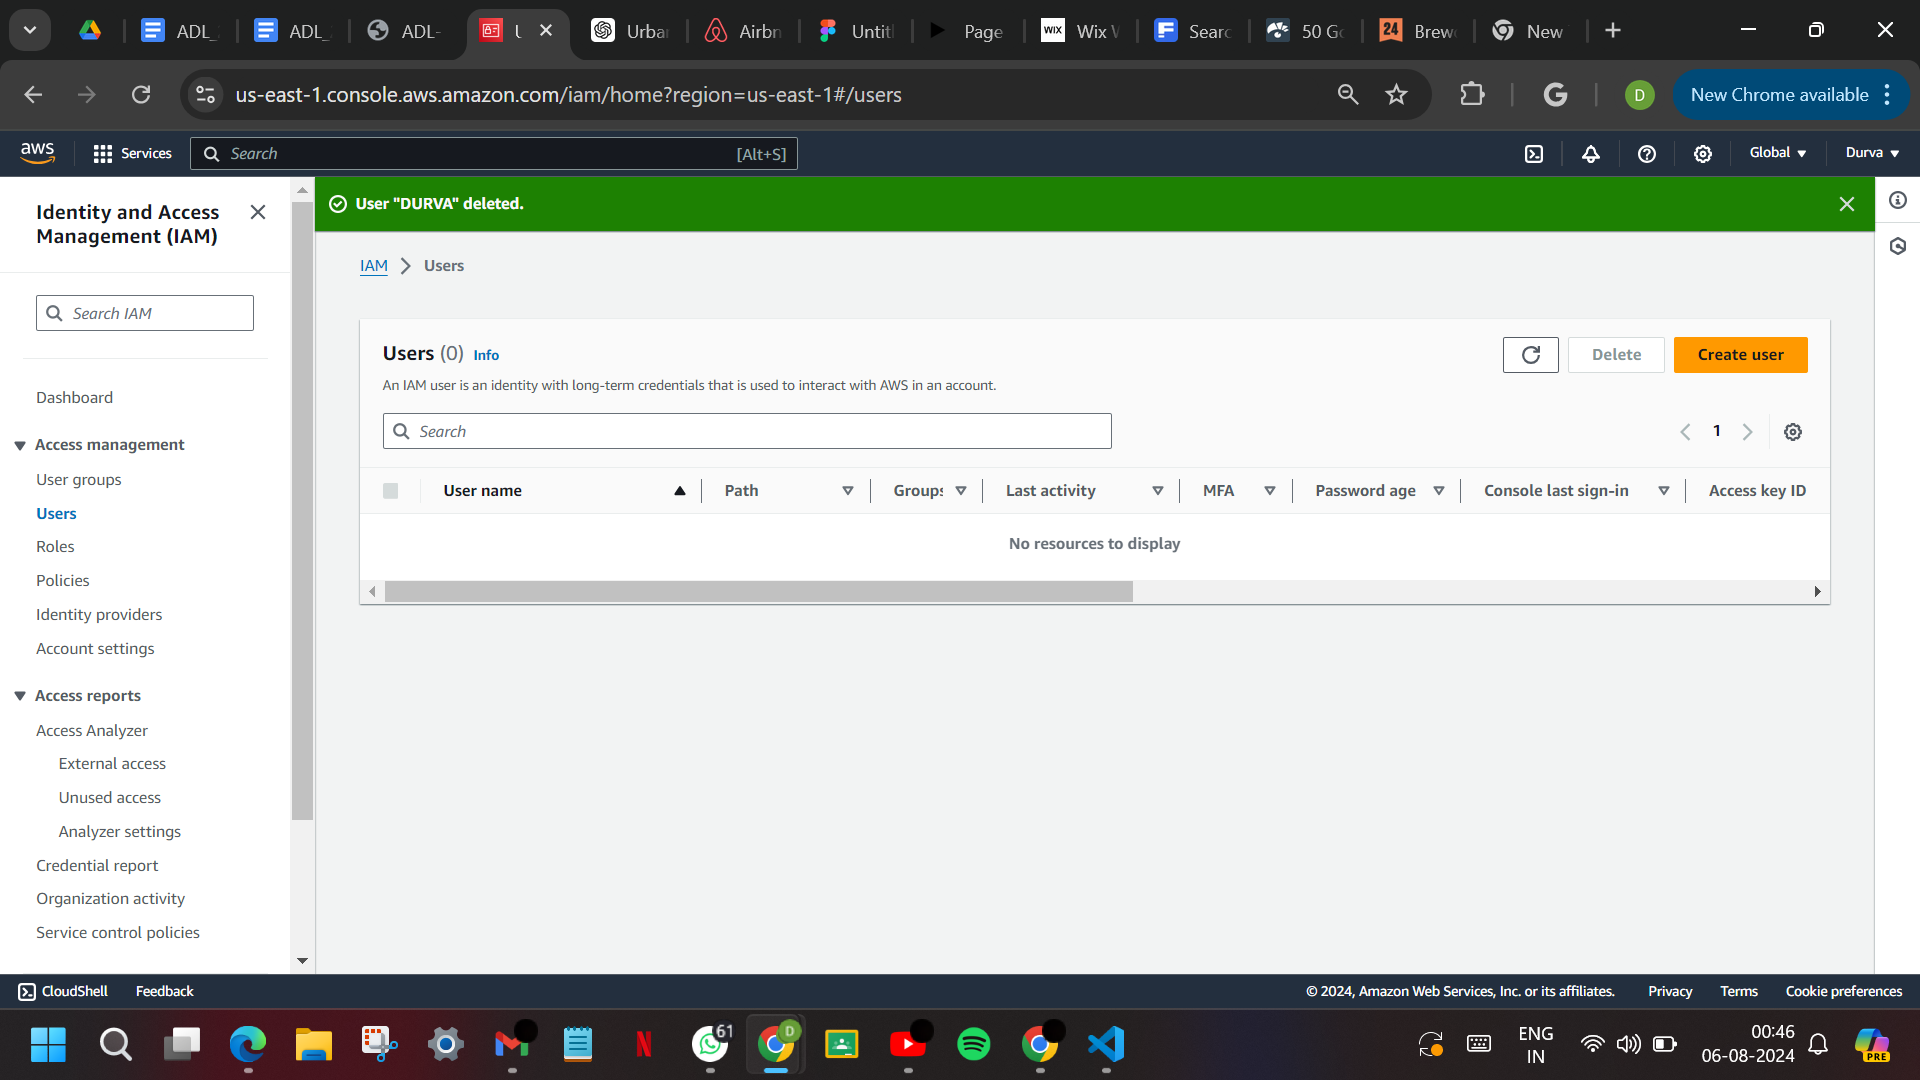 ADL_
ADL_
ADL-
U
Urba
Airbn
Untit
Page
WIX
Wix W
Searc
50 Go
24
Brew
New
us-east-1.console.aws.amazon.com/iam/home?region=us-east-1#/users
D
New Chrome available
aws
Services
Search
[Alt+S]
Global
Durva
Identity and Access
Management (IAM)
Search IAM
Dashboard
Access management
User groups
Users
Roles
Policies
Identity providers
Account settings
Access reports
Access Analyzer
External access
Unused access
Analyzer settings
Credential report
Organization activity
Service control policies
User "DURVA" deleted.
IAM
Users
Users (0) Info
Delete
Create user
An IAM user is an identity with long-term credentials that is used to interact with AWS in an account.
Search
1
User name
Path
Groups
Last activity
MFA
Password age
Console last sign-in
Access key ID
No resources to display
CloudShell
Feedback
© 2024, Amazon Web Services, Inc. or its affiliates.
Privacy
Terms
Cookie preferences
N
61
D
ENG
IN
00:46
06-08-2024
PRE